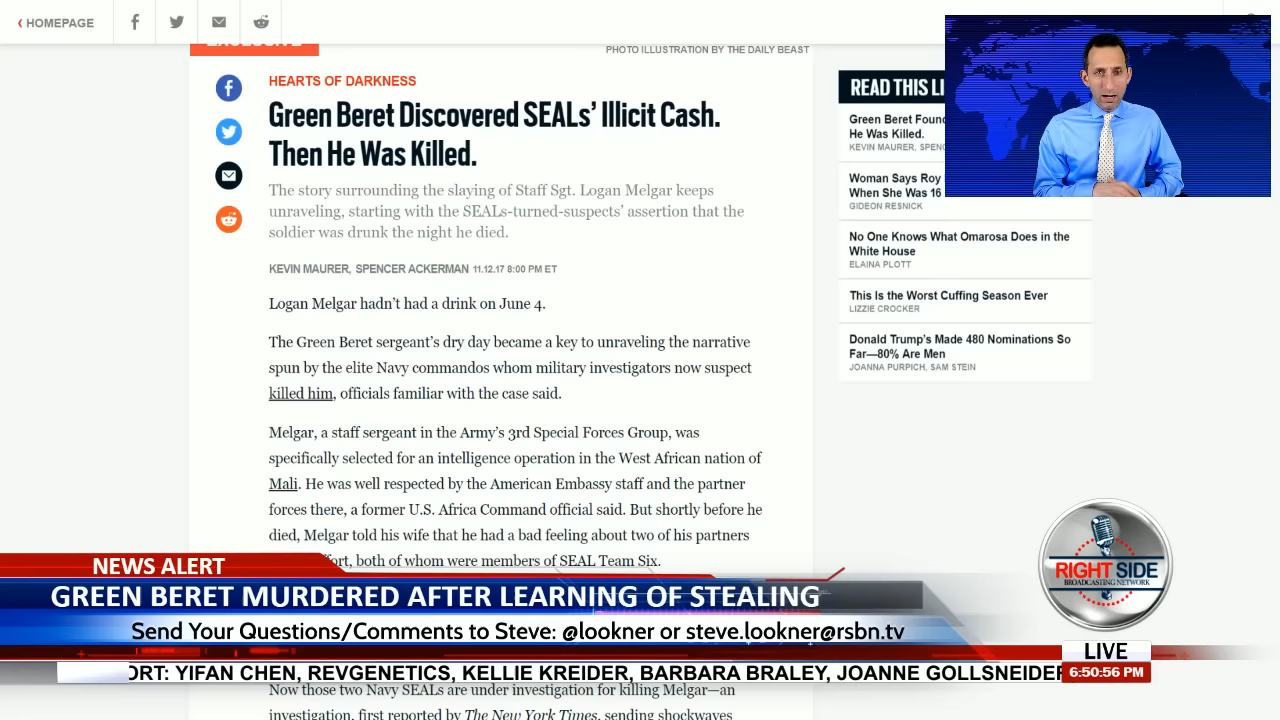 HOMEPAGE
PHOTO ILLUSTRATION BY THE DAILY BEAST
HEARTS OF DARKNESS
Green Beret Discovered SEALs' Illicit Cash.
Then He Was Killed.
The story surrounding the slaying of Staff Sgt. Logan Melgar keeps
unraveling, starting with the SEALs-turned-suspects' assertion that the
soldier was drunk the night he died.
KEVIN MAURER, SPENCER ACKERMAN 11.12.17 8:00 PM ET
Logan Melgar hadn't had a drink on June 4.
The Green Beret sergeant's dry day became a key to unraveling the narrative
spun by the elite Navy commandos whom military investigators now suspect
killed him, officials familiar with the case said.
Melgar, a staff sergeant in the Army's 3rd Special Forces Group, was
specifically selected for an intelligence operation in the West African nation of
Mali. He was well respected by the American Embassy staff and the partner
forces there, a former U.S. Africa Command official said. But shortly before he
died, Melgar told his wife that he had a bad feeling about two of his partners
both of whom were members of SEAL Team Six.
Now those two Navy SEALs are under investigation for killing Melgar—an
investigation, first reported by The New York Times, sending shockwaves
READ THIS
Green Beret
He Was Killed.
KEVIN MAURER,
Woman Says Roy
When She Was 16
GIDEON RESNICK
No One Knows What Omarosa Does in the
White House
ELAINA PLOTT
This Is the Worst Cuffing Season Ever
LIZZIE CROCKER
Donald Trump's Made 480 Nominations So
Far—80% Are Men
JOANNA PURPICH, SAM STEIN
NEWS ALERT
GREEN BERET MURDERED AFTER LEARNING OF STEALING
Send Your Questions/Comments to Steve: @lookner or steve.lookner@rsbn.tv
ORT: YIFAN CHEN, REVGENETICS, KELLIE KREIDER, BARBARA BRALEY, JOANNE GOLLSNEIDER
RIGHT SIDE
BROADCASTING NETWORK
LIVE
6:50:56 PM